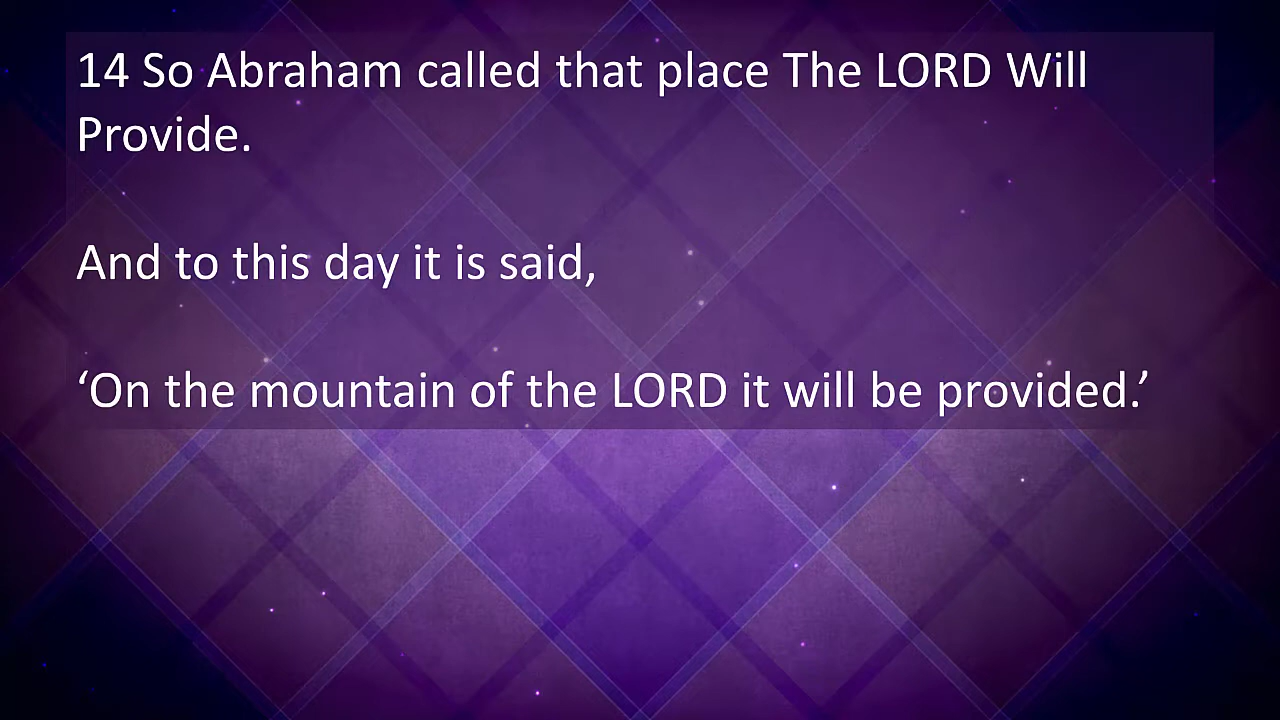 14 So Abraham called that place The LORD Will
Provide.
And to this day it is said,
‘On the mountain of the LORD it will be provided.’